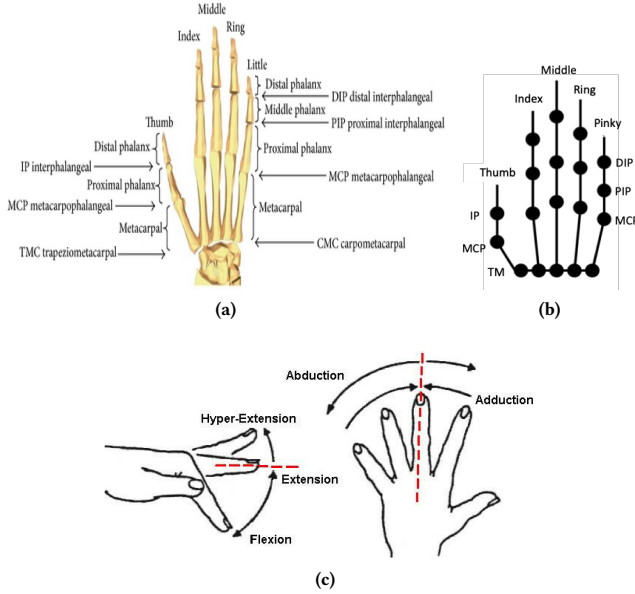 Middle
Ring
Index
Little
Distal phalanx
DIP distal interphalangeal
Middle phalanx
PIP proximal interphalangeal
Thumb
Distal phalanx
Proximal phalanx
IP interphalangeal
MCP metacarpophalangeal
Proximal phalanx
MCP metacarpophalangeal
Metacarpal
Metacarpal
TMC trapeziometacarpal
CMC carpometacarpal
(a)
Middle
Ring
Index
Pinky
DIP
Thumb
PIP
IP
MCP
MCP
TM
(b)
Abduction
Adduction
Hyper-Extension
Extension
Flexion
(c)